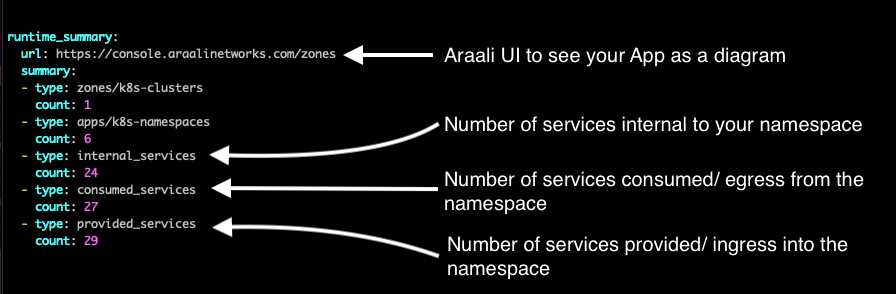 runtime_summary:
url: https://console.araalinetworks.com/zones
Araali UI to see your App as a diagram
summary:
- type: zones/k8s-clusters
count: 1
- type: apps/k8s-namespaces
count: 6
Number of services internal to your namespace
- type: internal_services
count: 24
- type: consumed_services
count: 27
Number of services consumed/ egress from the
namespace
- type: provided_services
count: 29
Number of services provided/ ingress into the
namespace